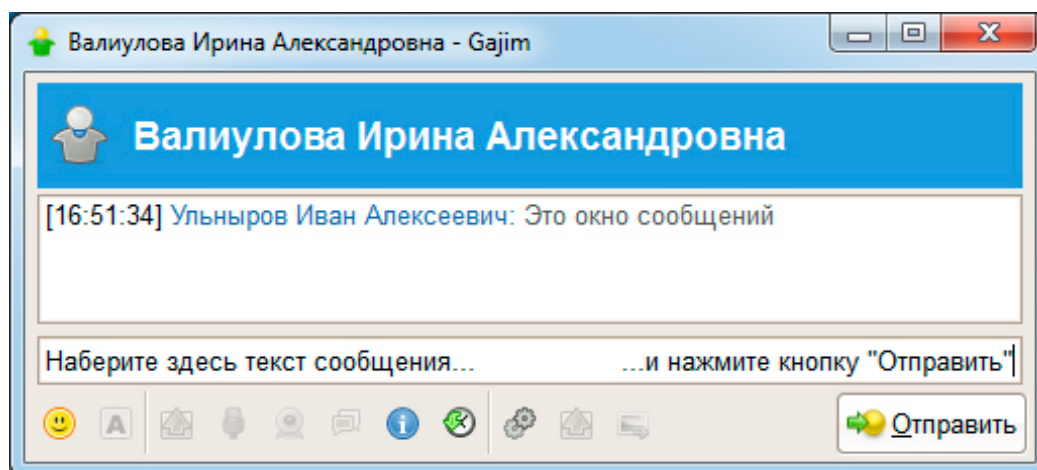 Валиулова Ирина Александровна - Gajim
Валиулова Ирина Александровна
[16:51:34] Ульныров Иван Алексеевич: Это окно сообщений
Наберите здесь текст сообщения... ...и нажмите кнопку "Отправить"
A
Отправить